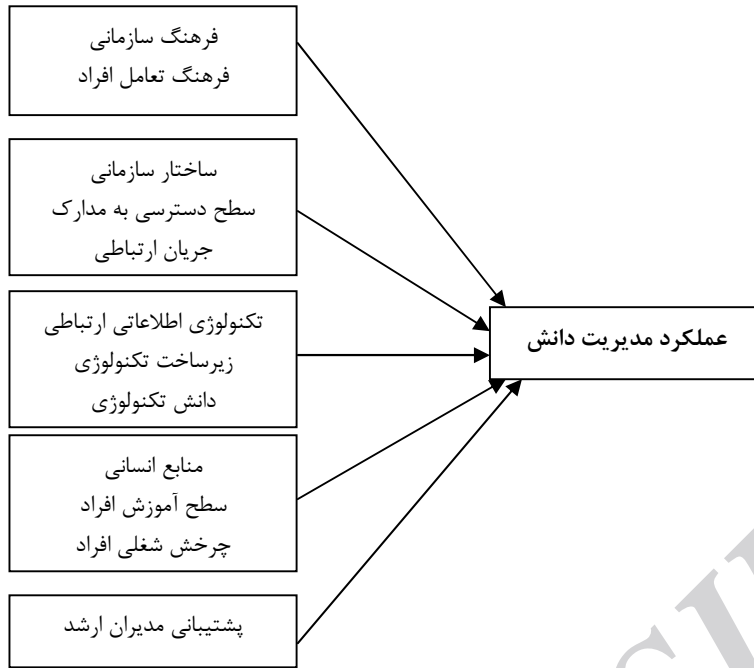 فرهنگ سازمانی
فرهنگ تعامل افراد
ساختار سازمانی
سطح دسترسی به مدارک
جریان ارتباطی
تکنولوژی اطلاعاتی ارتباطی
زیرساخت تکنولوژی
دانش تکنولوژی
منابع انسانی
سطح آموزش افراد
چرخش شغلی افراد
پشتیبانی مدیران ارشد
عملکرد مدیریت دانش